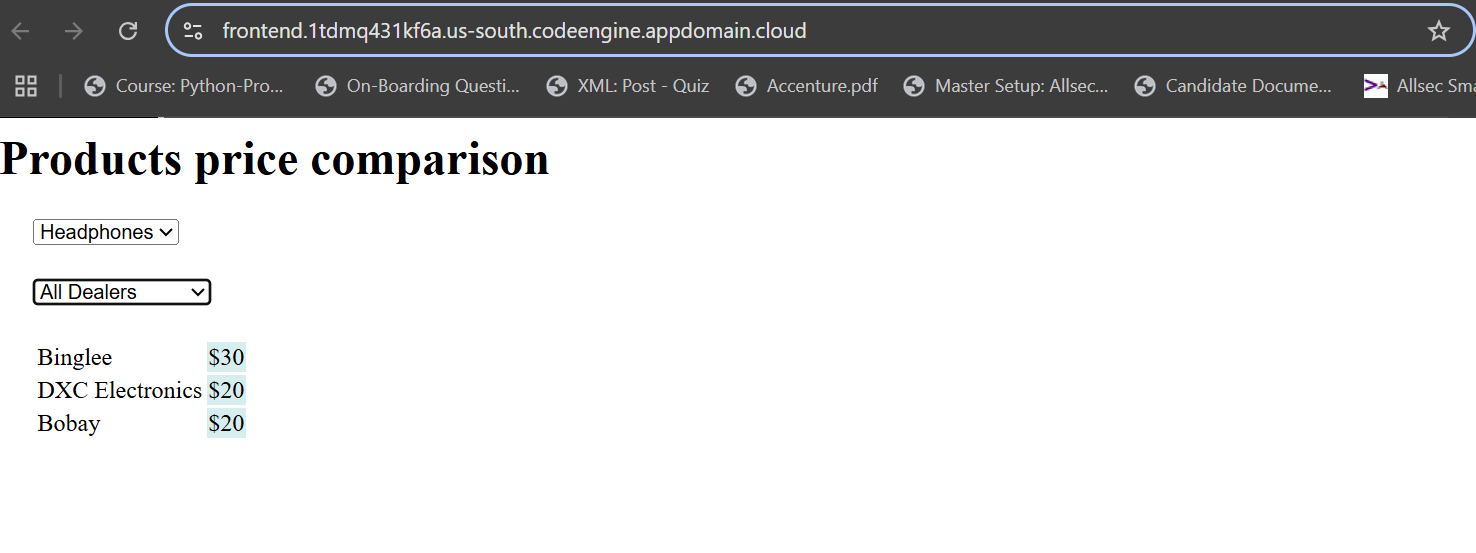 frontend.1tdmq431kf6a.us-south.codeengine.appdomain.cloud
Course: Python-Pro... On-Boarding Questi... XML: Post - Quiz Accenture.pdf Master Setup: Allsec... Candidate Docume... Allsec Sma
Products price comparison
Headphones
All Dealers
Binglee $30
DXC Electronics $20
Bobay $20